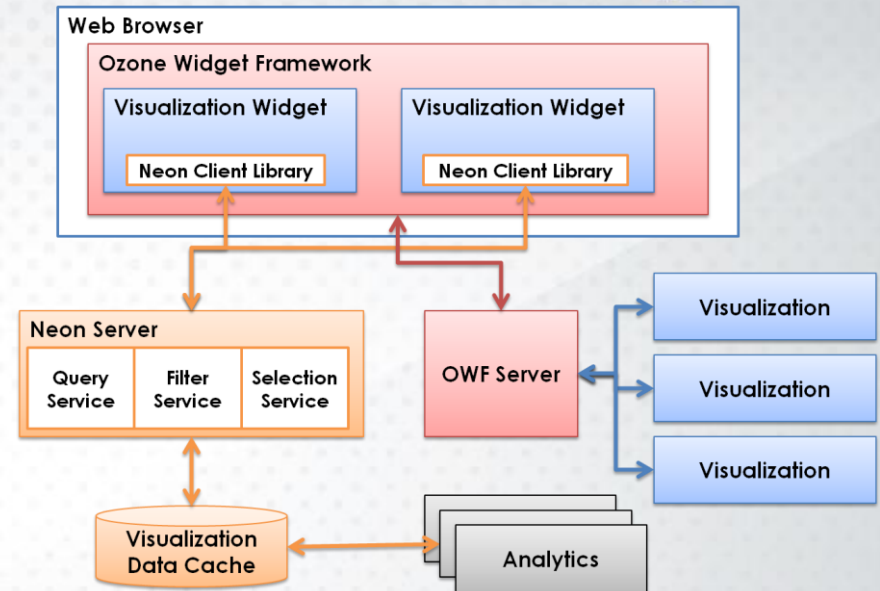 Web Browser
Ozone Widget Framework
Visualization Widget
Visualization Widget
Neon Client Library
Neon Client Library
Neon Server
Query
Service
Filter
Service
Selection
Service
OWF Server
Visualization
Visualization
Visualization
Visualization
Data Cache
Analytics